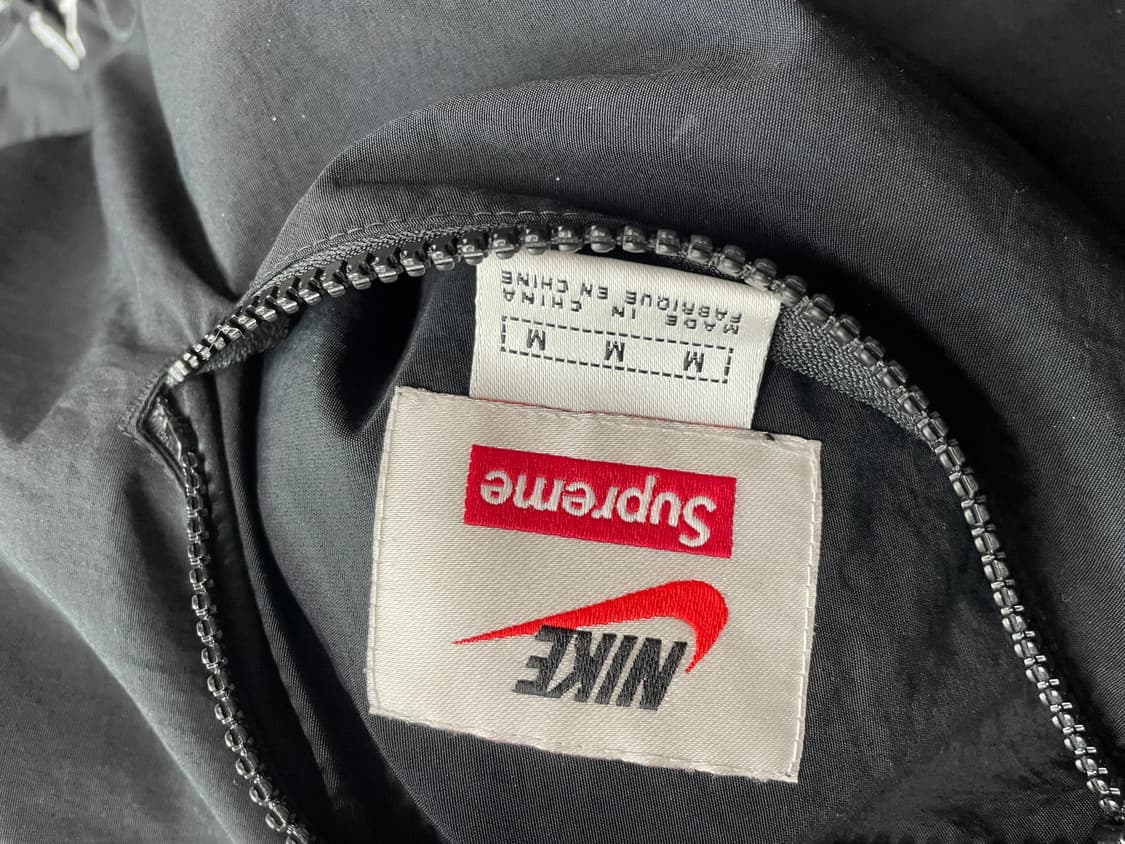 NIKE
Supreme
M M M
MADE IN CHINA
FABRIQUE EN CHINE